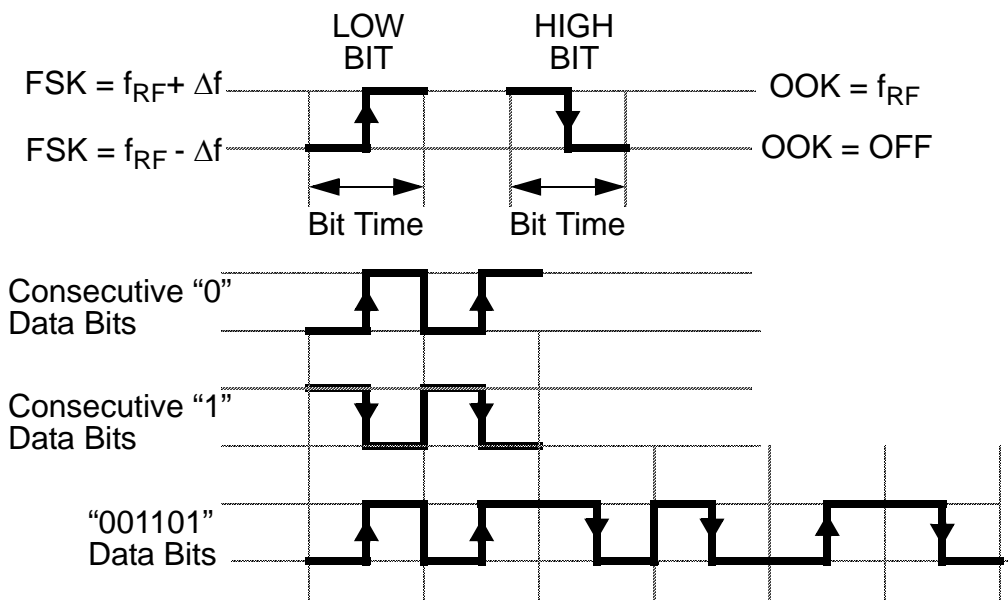 LOW
BIT
HIGH
BIT
FSK = fRF+ Δf
OOK = fRF
FSK = fRF - Δf
OOK = OFF
Bit Time
Bit Time
Consecutive “0”
Data Bits
Consecutive “1”
Data Bits
“001101”
Data Bits